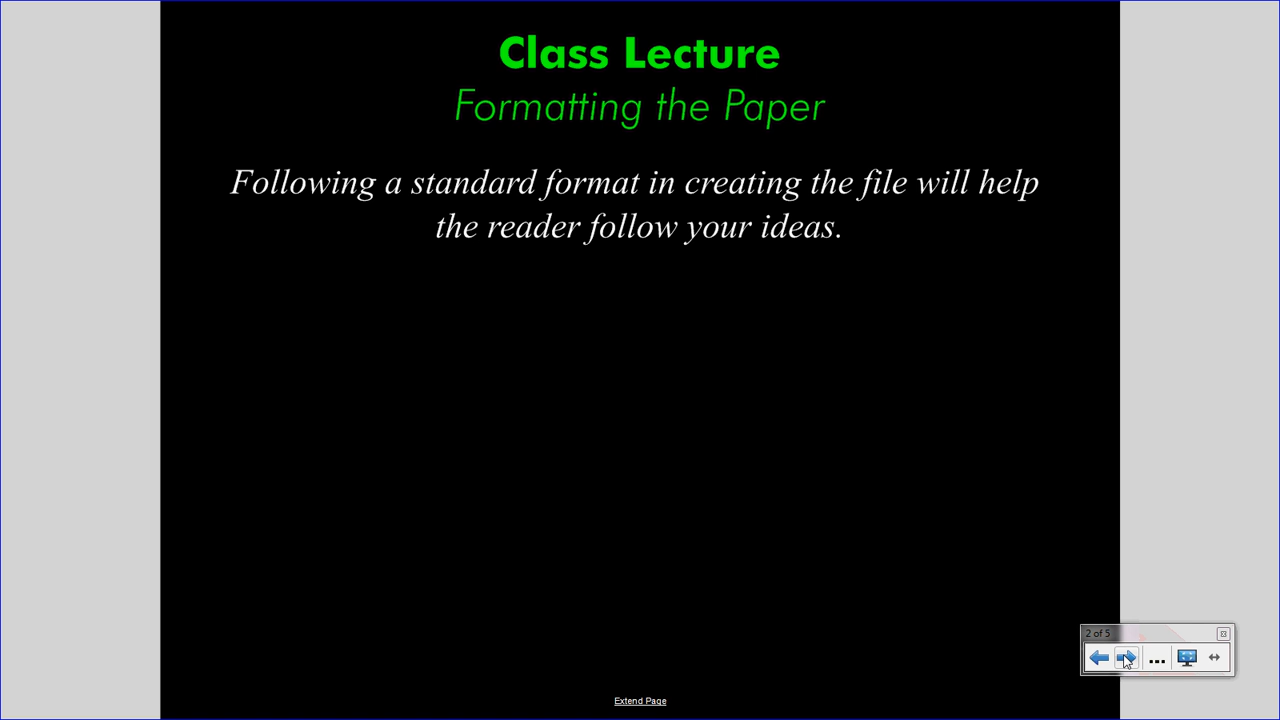 Class Lecture
Formatting the Paper
Following a standard format in creating the file will help
the reader follow your ideas.
2 of 5
...
Extend Page